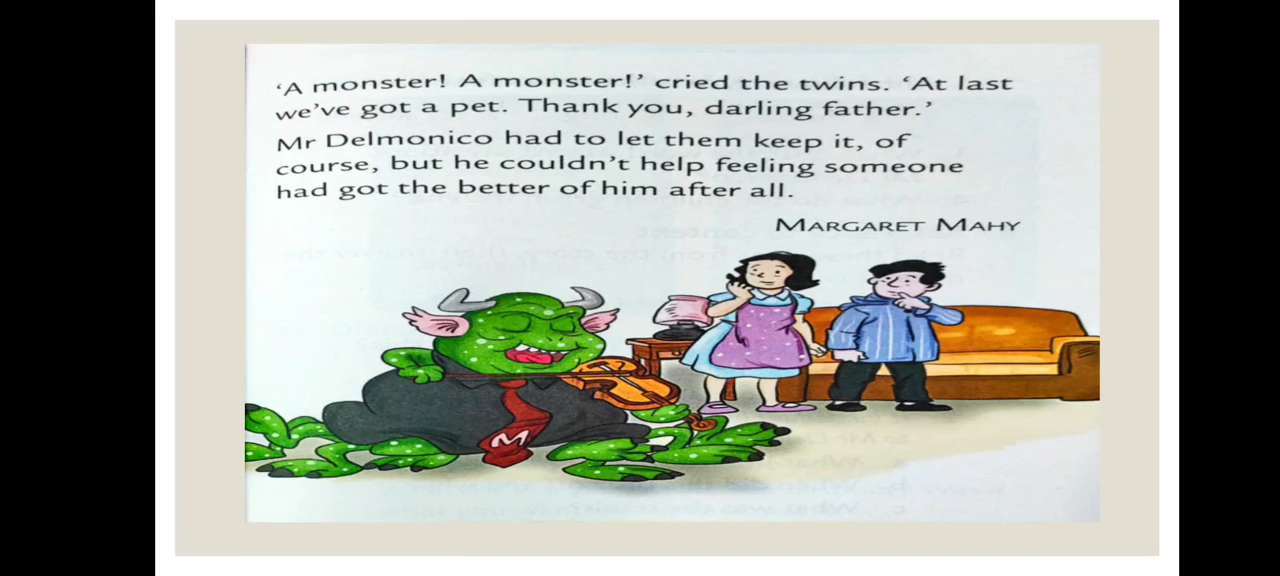 ‘A monster! A monster!’ cried the twins. ‘At last
we’ve got a pet. Thank you, darling father.’
Mr Delmonico had to let them keep it, of
course, but he couldn’t help feeling someone
had got the better of him after all.
MARGARET MAHY
M